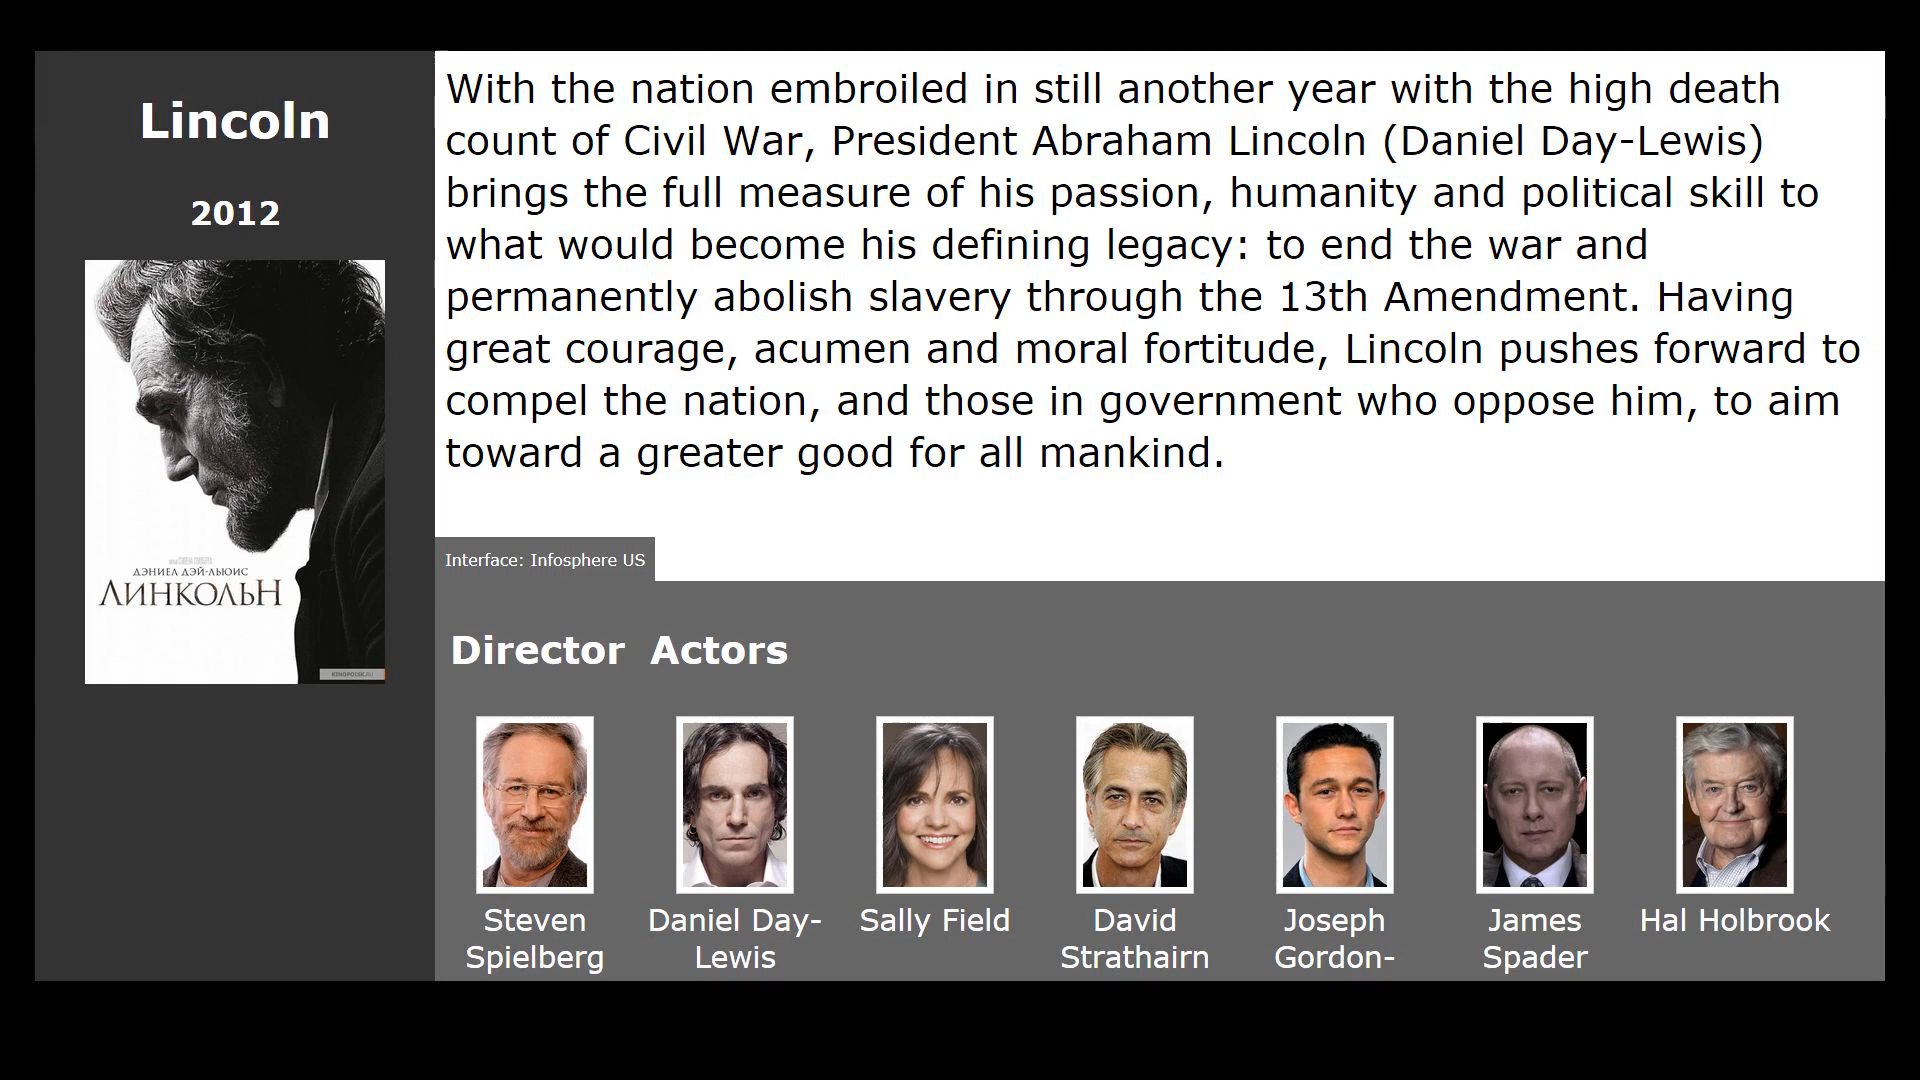 Lincoln
2012
ДЭНИЕЛ ДЭЙ-ЛЬЮИС
ЛИНКОЛЬН
KINOPOISK.RU
With the nation embroiled in still another year with the high death
count of Civil War, President Abraham Lincoln (Daniel Day-Lewis)
brings the full measure of his passion, humanity and political skill to
what would become his defining legacy: to end the war and
permanently abolish slavery through the 13th Amendment. Having
great courage, acumen and moral fortitude, Lincoln pushes forward to
compel the nation, and those in government who oppose him, to aim
toward a greater good for all mankind.
Interface: Infosphere US
Director Actors
Steven
Spielberg
Daniel Day-
Lewis
Sally Field
David
Strathairn
Joseph
Gordon-
James
Spader
Hal Holbrook